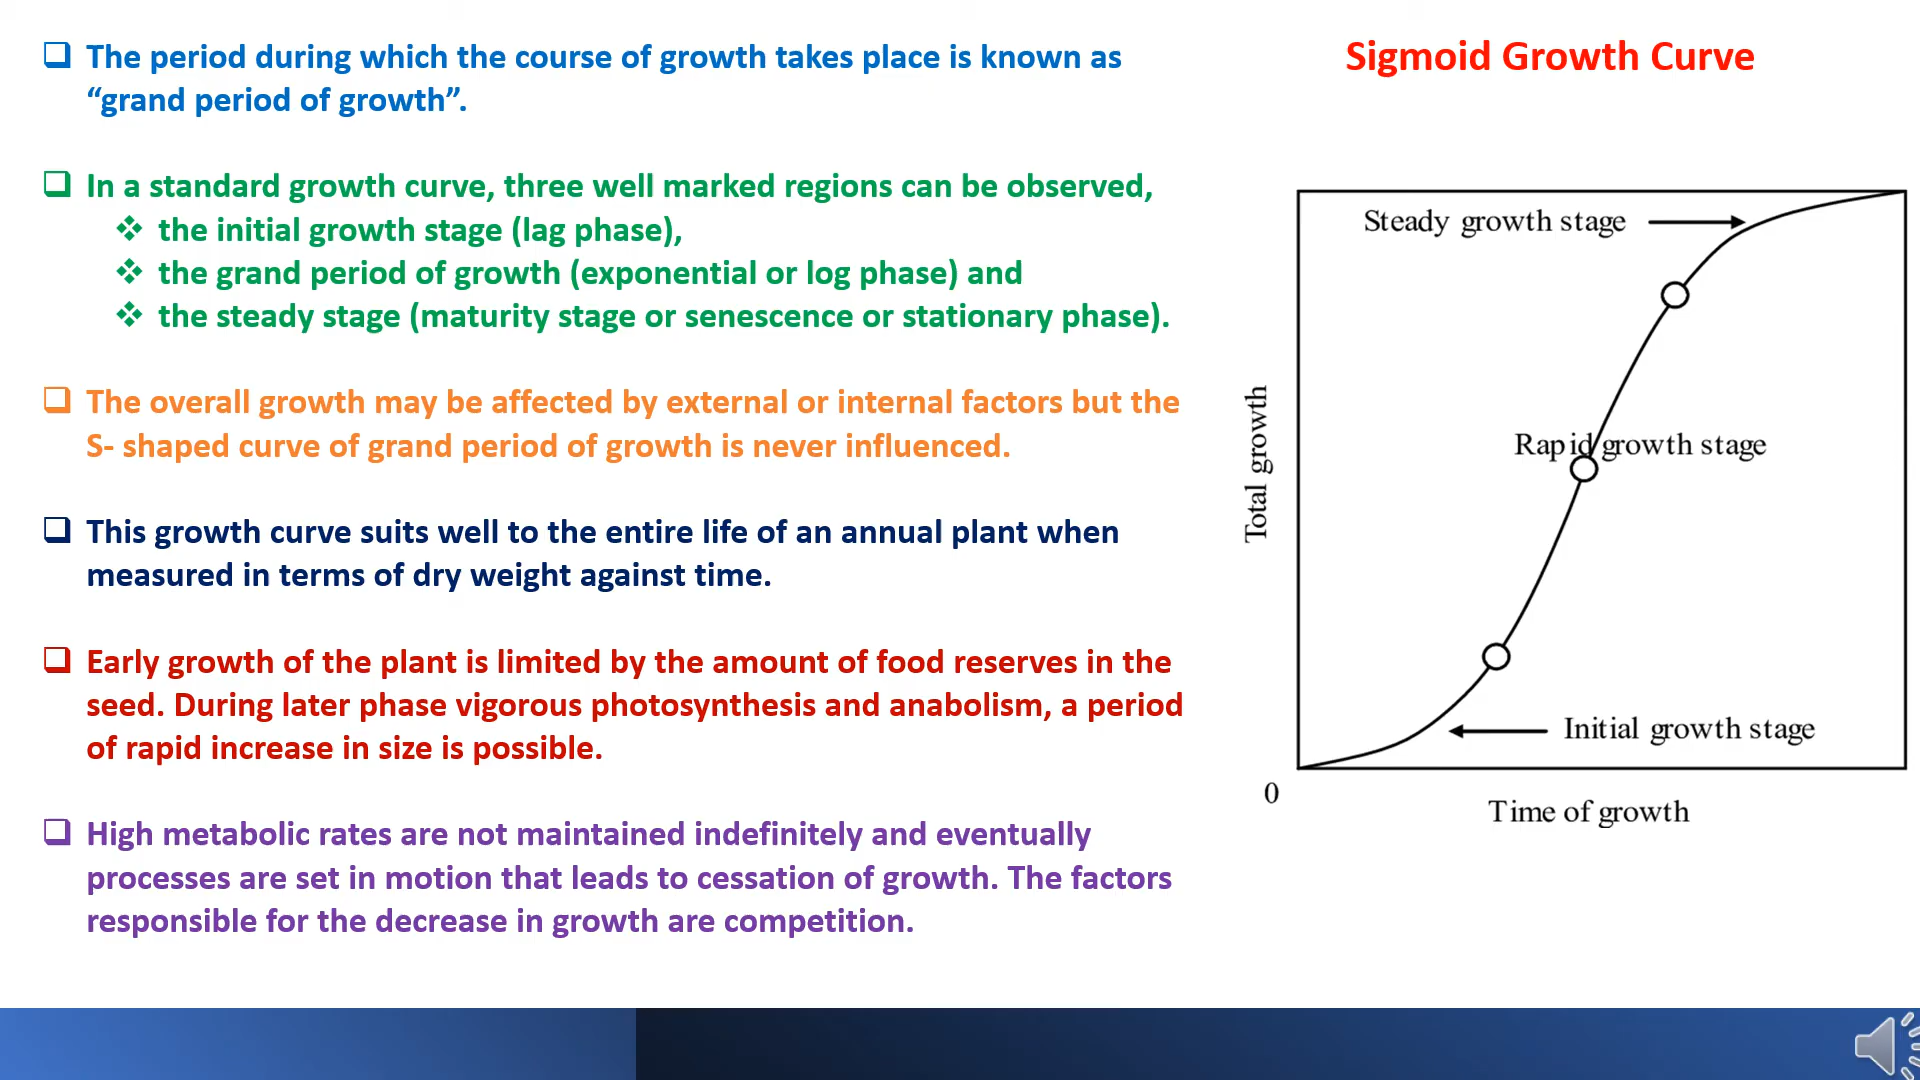 The period during which the course of growth takes place is known as
“grand period of growth”.
In a standard growth curve, three well marked regions can be observed,
the initial growth stage (lag phase),
the grand period of growth (exponential or log phase) and
the steady stage (maturity stage or senescence or stationary phase).
The overall growth may be affected by external or internal factors but the
S- shaped curve of grand period of growth is never influenced.
This growth curve suits well to the entire life of an annual plant when
measured in terms of dry weight against time.
Early growth of the plant is limited by the amount of food reserves in the
seed. During later phase vigorous photosynthesis and anabolism, a period
of rapid increase in size is possible.
High metabolic rates are not maintained indefinitely and eventually
processes are set in motion that leads to cessation of growth. The factors
responsible for the decrease in growth are competition.
Sigmoid Growth Curve
Steady growth stage
Rapid growth stage
Initial growth stage
Total growth
0
Time of growth